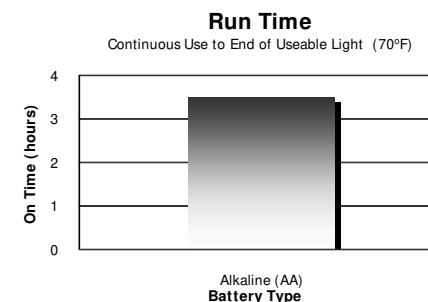 Run Time
Continuous Use to End of Useable Light (70ºF)
4
3
2
1
0
On Time (hours)
Alkaline (AA)
Battery Type